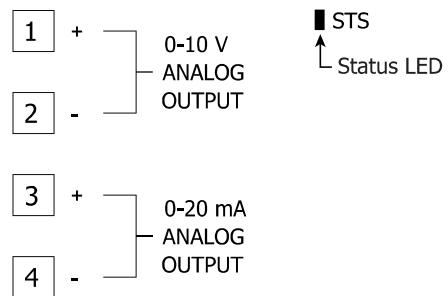 1 +
0-10 V
ANALOG
OUTPUT
2 -
STS
Status LED
3 +
0-20 mA
ANALOG
OUTPUT
4 -